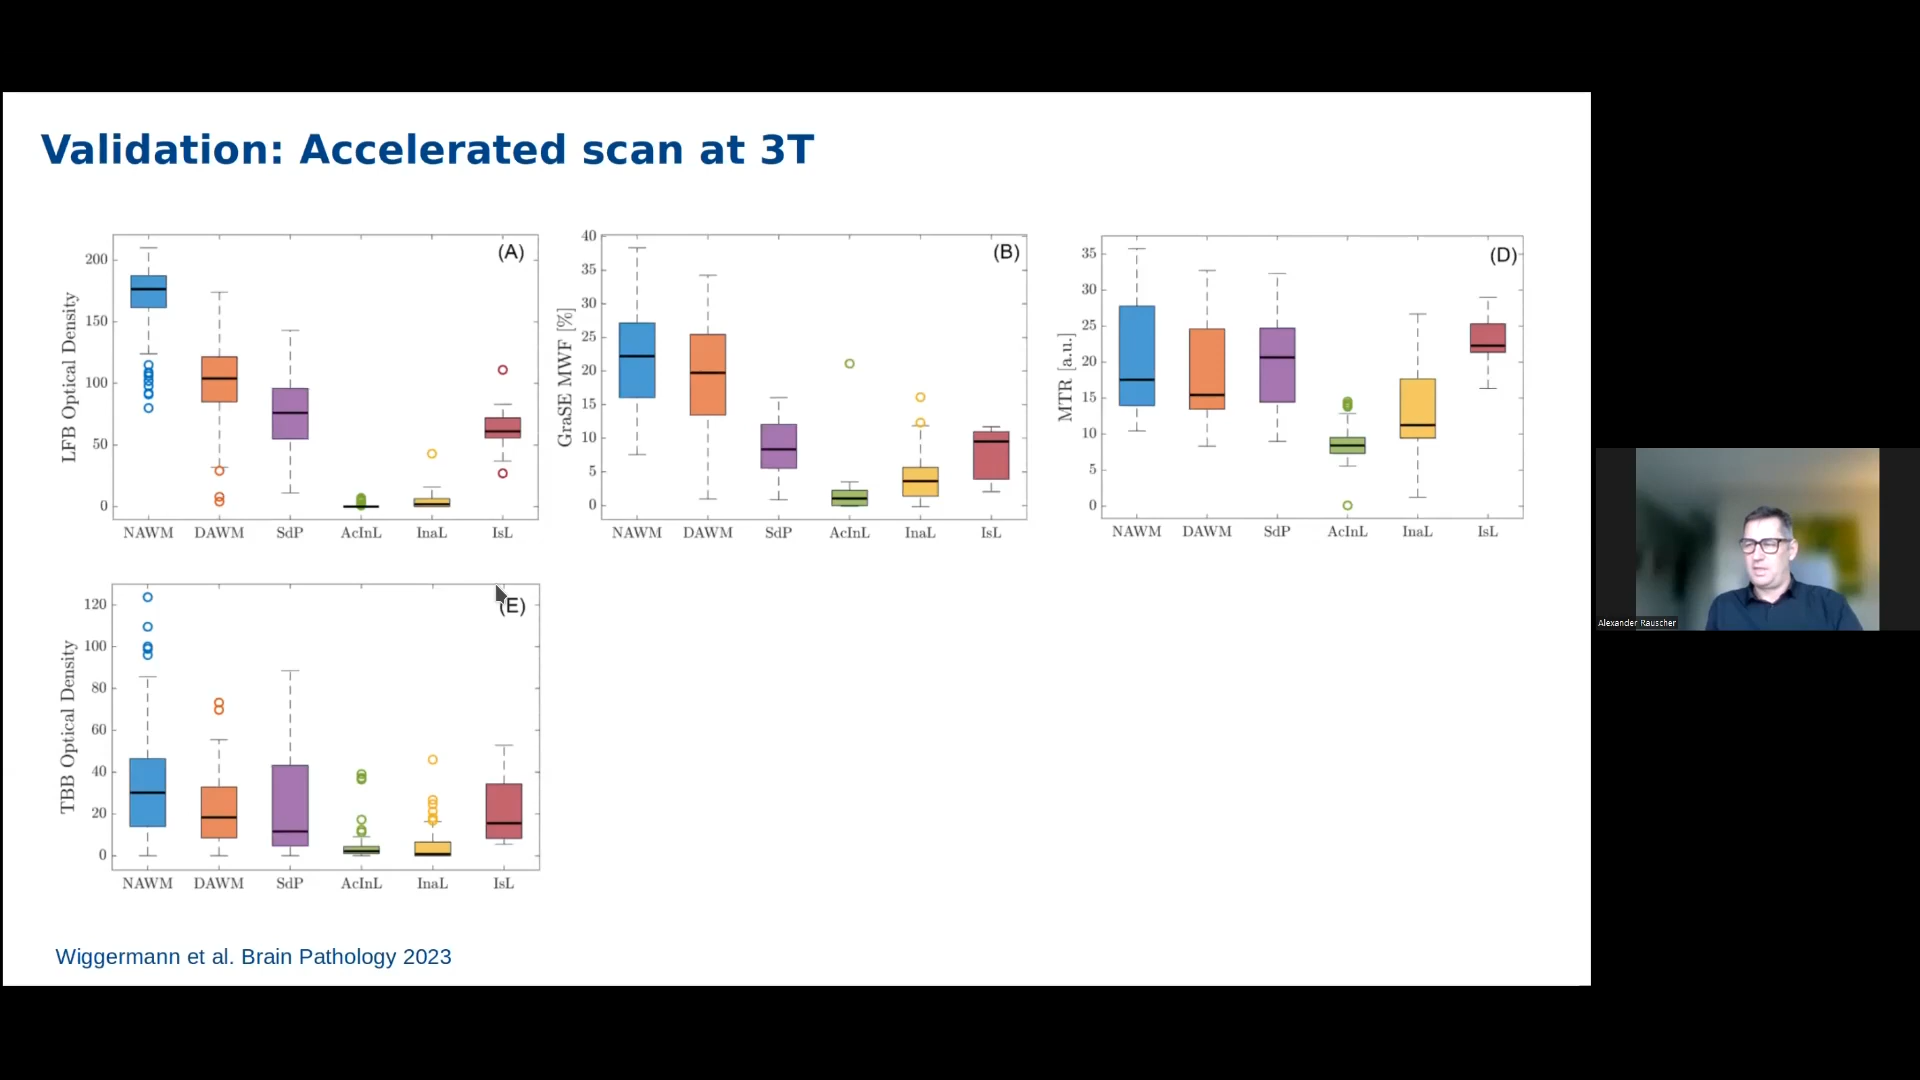 Validation: Accelerated scan at 3T
(A)
LFB Optical Density
200
150
100
50
0
NAWM DAWM SdP AcInL InaL IsL
(B)
GraSE MWF [%]
40
35
30
25
20
15
10
5
0
NAWM DAWM SdP AcInL InaL IsL
(D)
MTR [a.u.]
35
30
25
20
15
10
5
0
NAWM DAWM SdP AcInL InaL IsL
(E)
TBB Optical Density
120
100
80
60
40
20
0
NAWM DAWM SdP AcInL InaL IsL
Wiggermann et al. Brain Pathology 2023
Alexander Rauscher